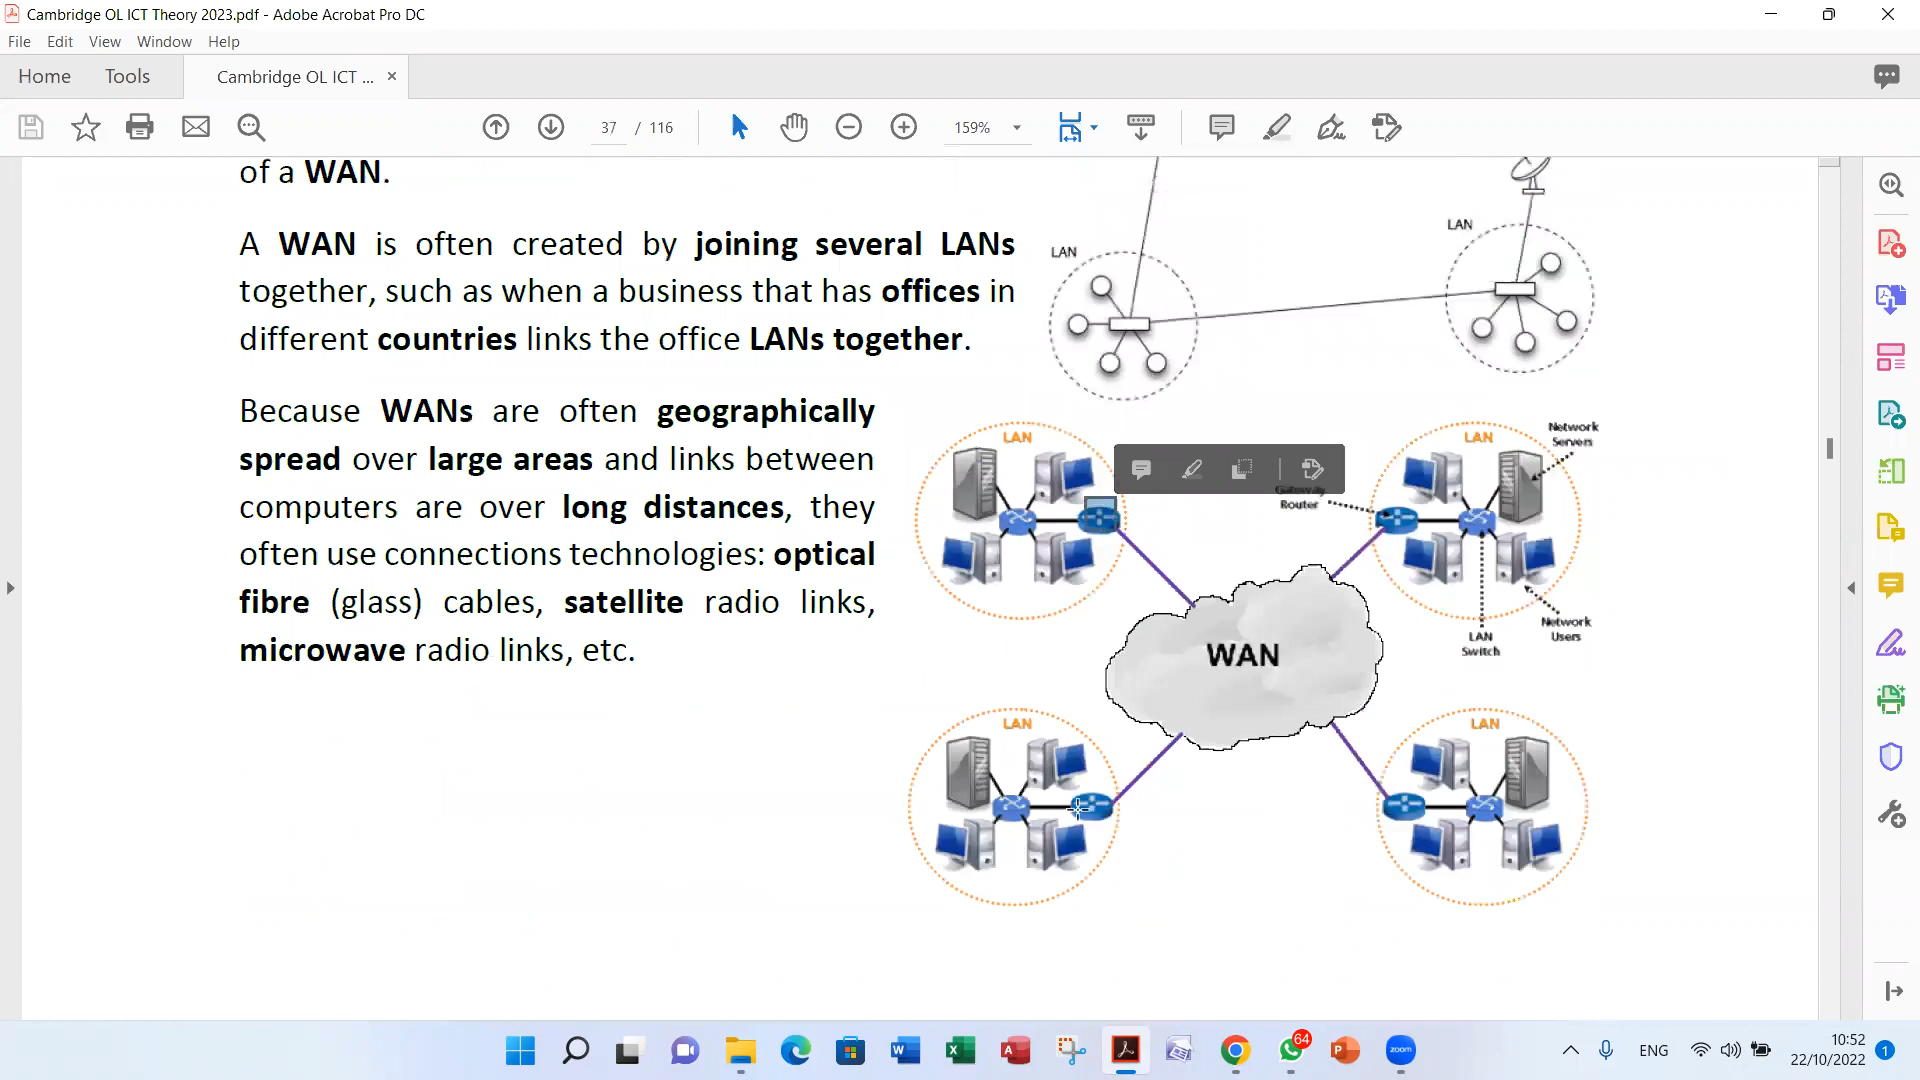 Cambridge OL ICT Theory 2023.pdf - Adobe Acrobat Pro DC
File Edit View Window Help
Home Tools Cambridge OL ICT ... ×
37 / 116 159%
of a WAN.
A WAN is often created by joining several LANs
together, such as when a business that has offices in
different countries links the office LANs together.
LAN
LAN
Because WANs are often geographically
spread over large areas and links between
computers are over long distances, they
often use connections technologies: optical
fibre (glass) cables, satellite radio links,
microwave radio links, etc.
LAN
LAN
Network
Servers
Gateway
Router
WAN
LAN
Switch
Network
Users
LAN
LAN
W
X
A
64
P
zoom
ENG
10:52
22/10/2022
1